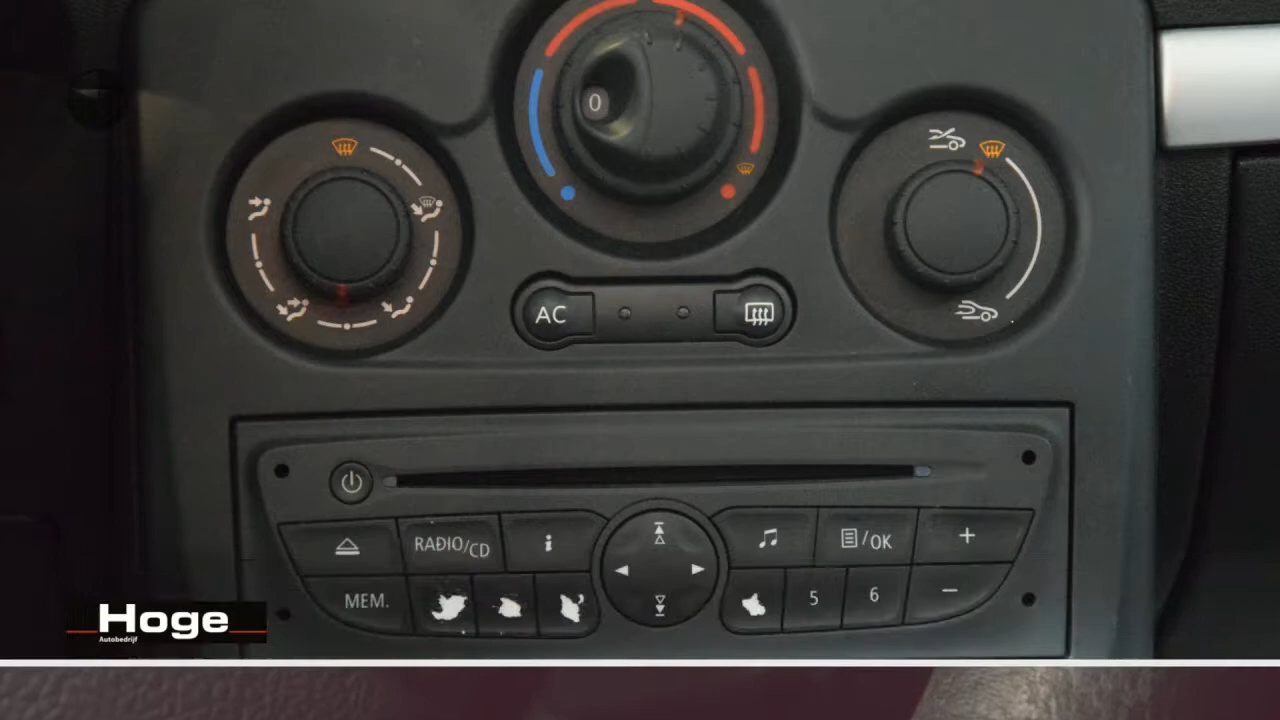 0
AC
RADIO/CD
i
/OK
+
MEM.
5
6
−
Hoge
Autobedrijf